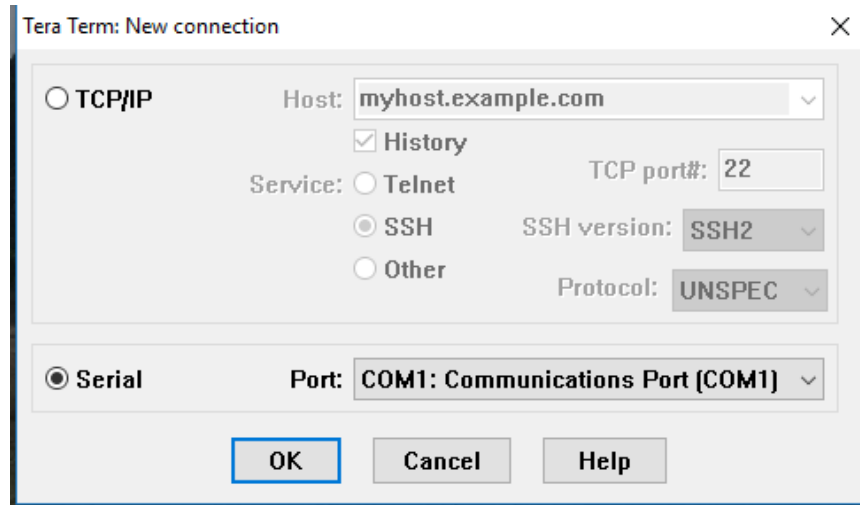 Tera Term: New connection
TCP/IP Host: myhost.example.com
History
Service: Telnet TCP port#: 22
SSH SSH version: SSH2
Other Protocol: UNSPEC
Serial Port: COM1: Communications Port (COM1)
OK Cancel Help